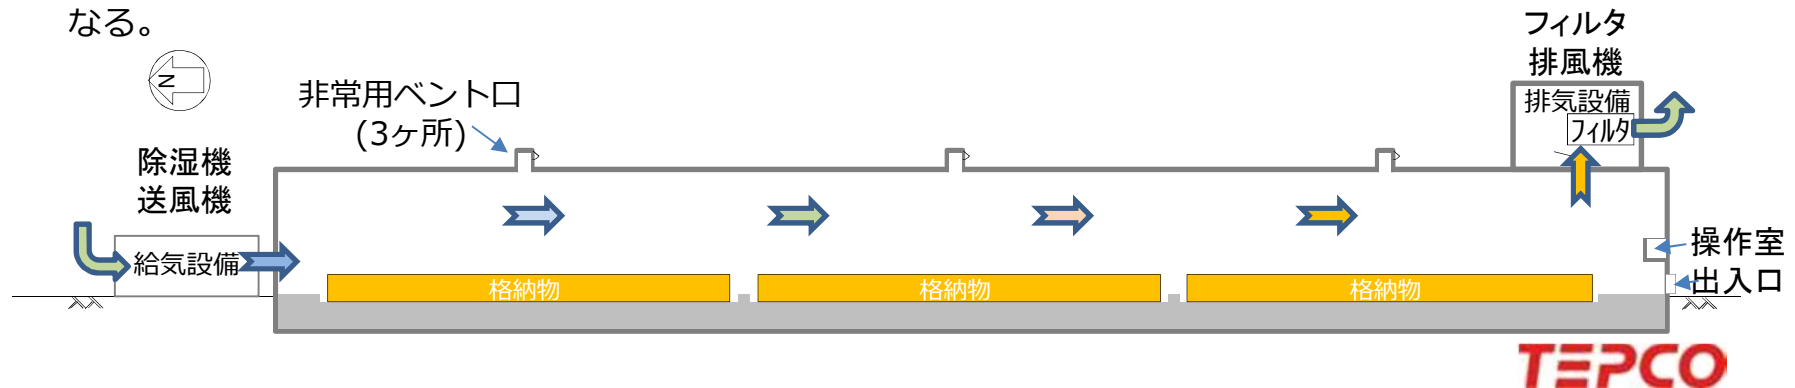 なる。
N
非常用ベント口
(3ヶ所)
除湿機
送風機
給気設備
フィルタ
排風機
排気設備
フィルタ
操作室
出入口
格納物
格納物
格納物
TEPCO